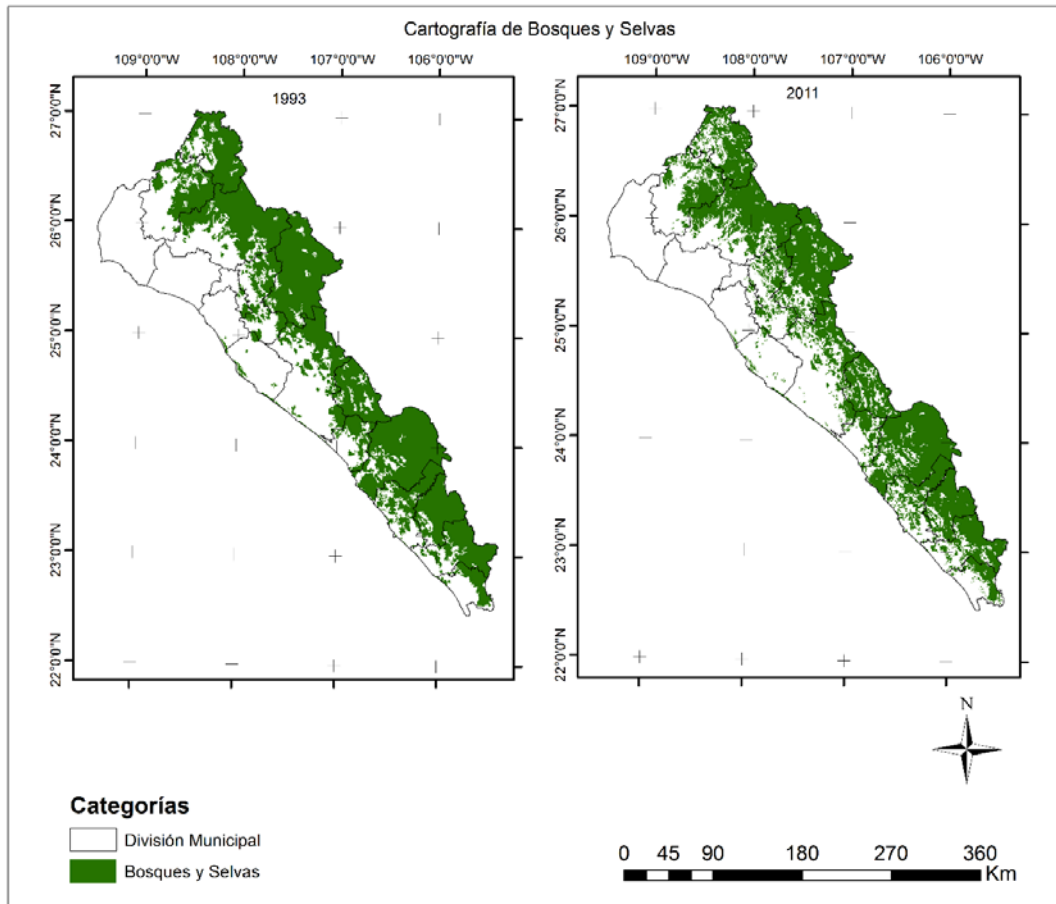 Cartografía de Bosques y Selvas
109°0'0"W 108°0'0"W 107°0'0"W 106°0'0"W
109°0'0"W 108°0'0"W 107°0'0"W 106°0'0"W
1993
2011
27°0'0"N
26°0'0"N
25°0'0"N
24°0'0"N
23°0'0"N
22°0'0"N
27°0'0"N
26°0'0"N
25°0'0"N
24°0'0"N
23°0'0"N
22°0'0"N
N
Categorías
División Municipal
Bosques y Selvas
0 45 90 180 270 360
Km